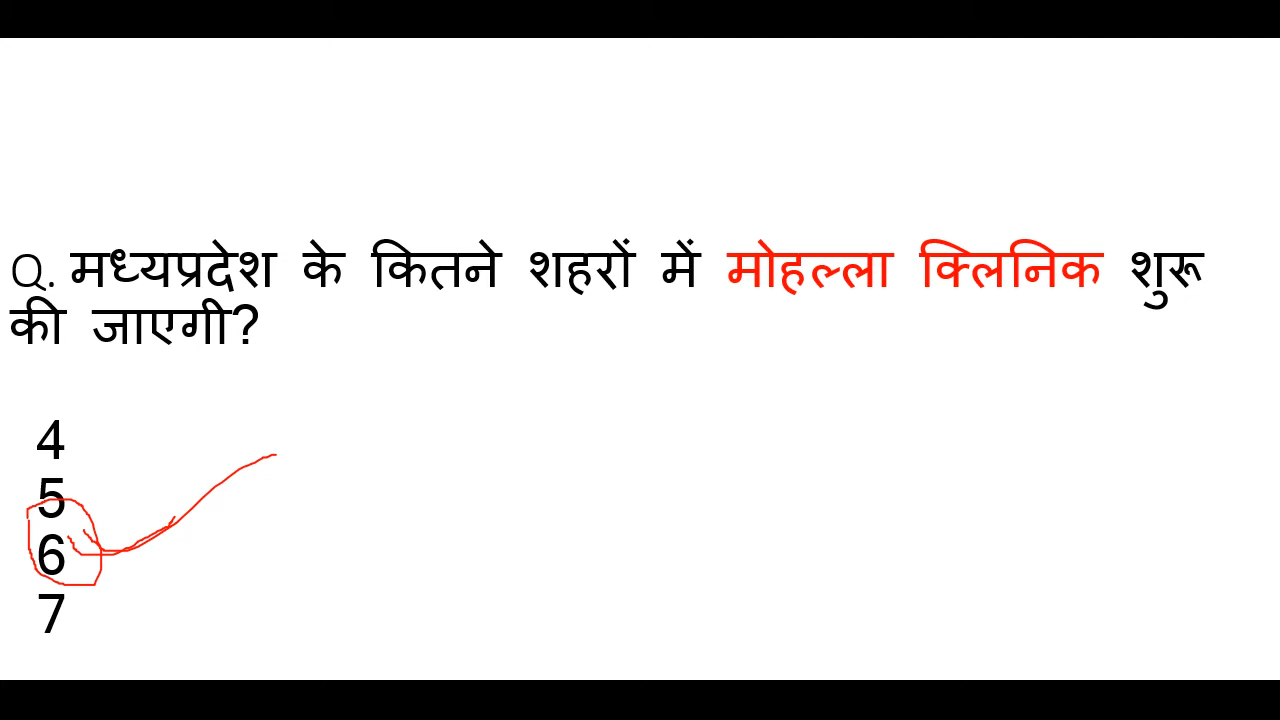 Q. मध्यप्रदेश के कितने शहरों में मोहल्ला क्लिनिक शुरू
की जाएगी?
4
5
6
7